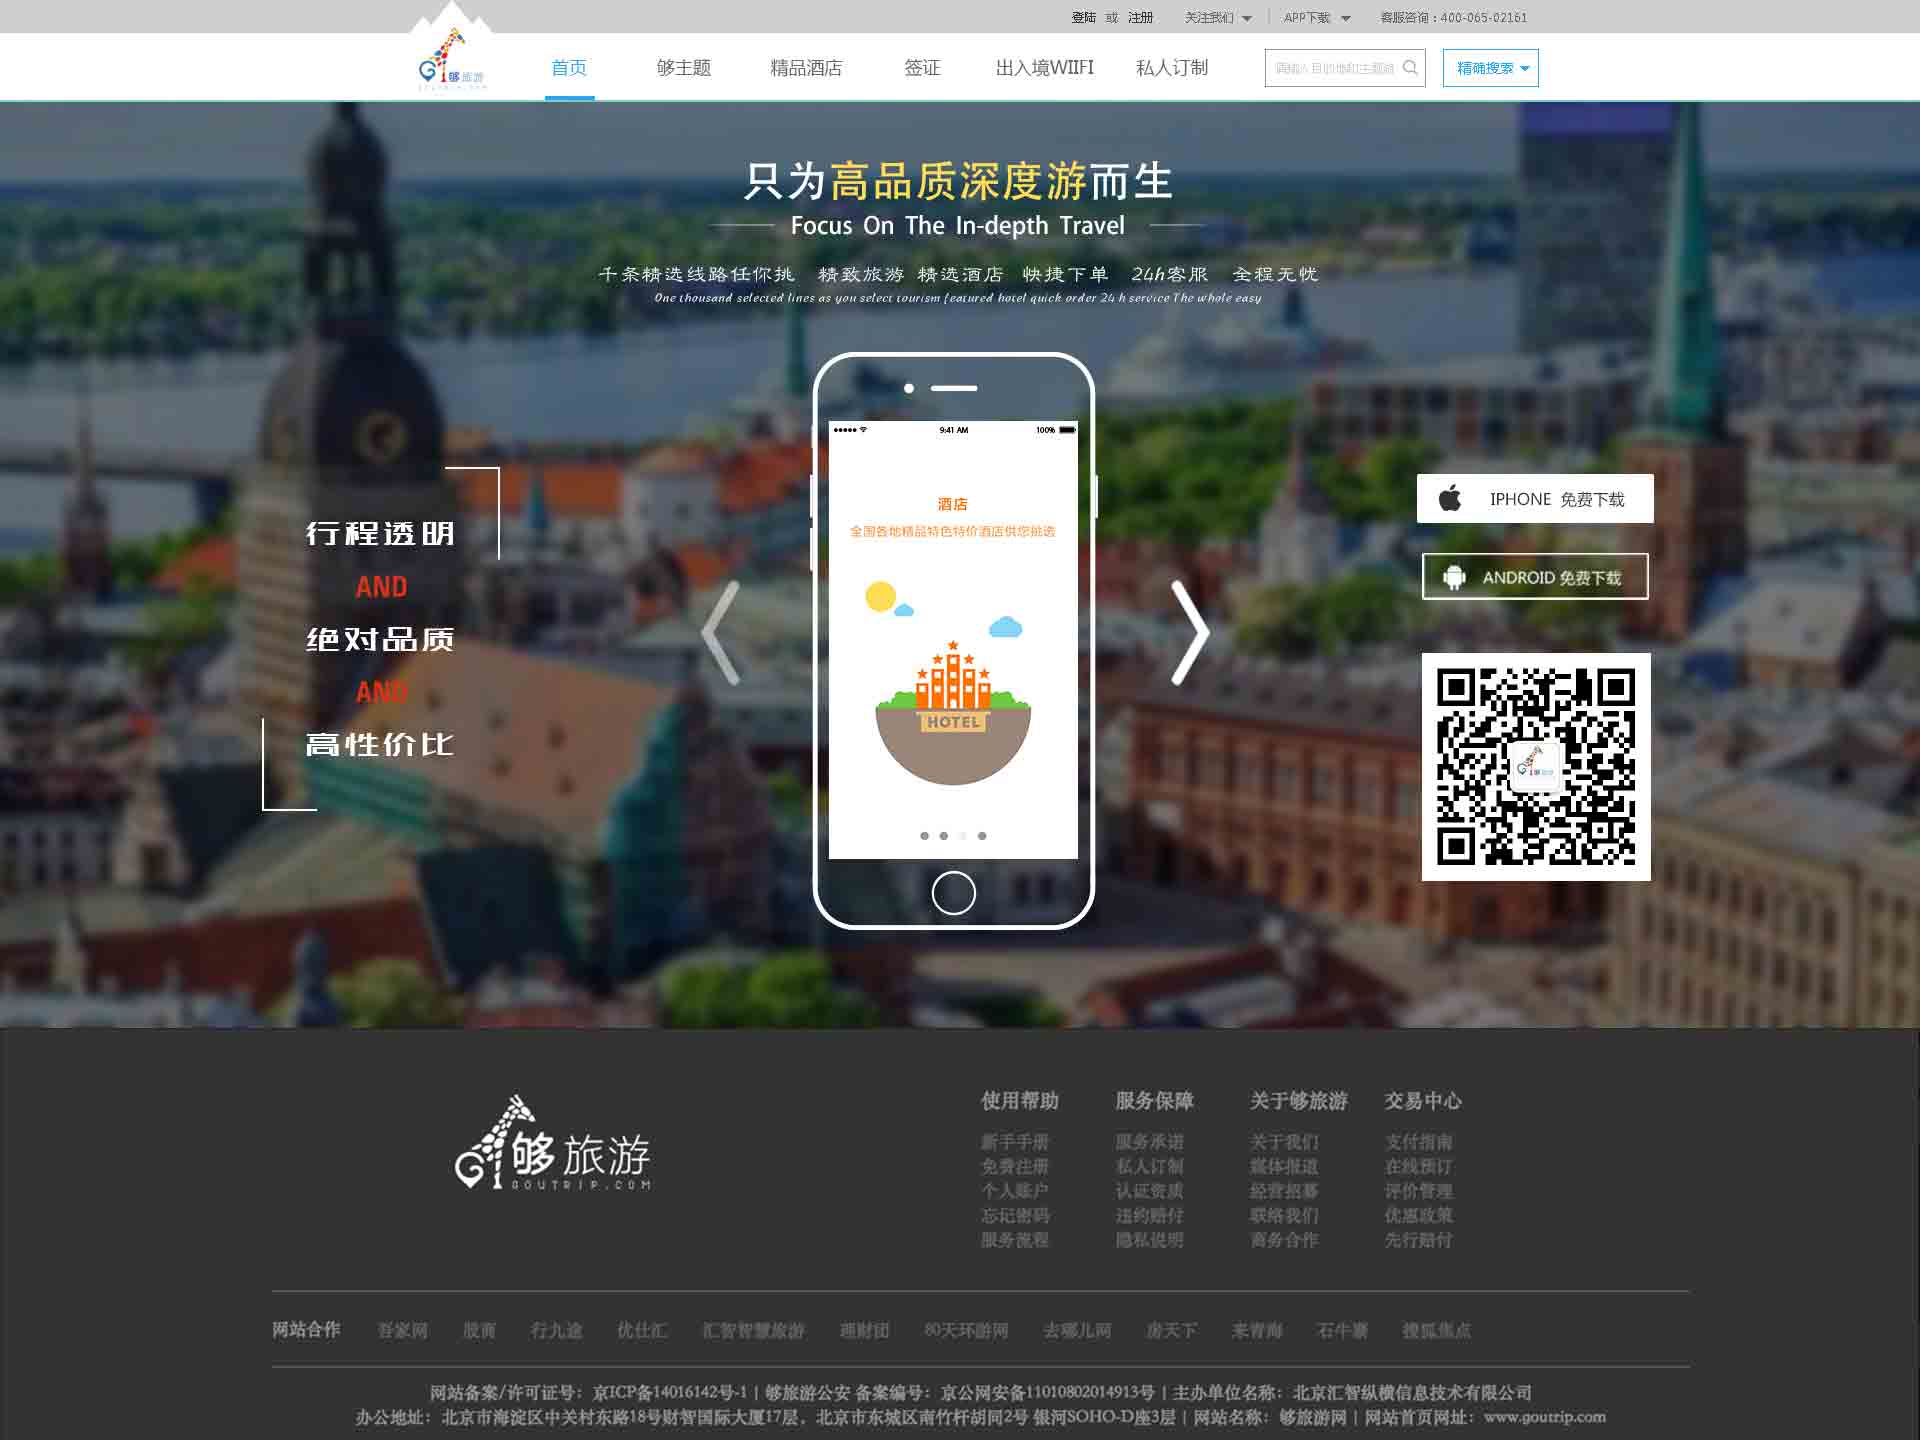 登陆 或 注册 关注我们 APP下载 客服咨询：400-065-02161
够旅游
首页 够主题 精品酒店 签证 出入境WIIFI 私人订制 精确搜索
只为高品质深度游而生
Focus On The In-depth Travel
千条精选线路任你挑 精致旅游 精选酒店 快捷下单 24h客服 全程无忧
One thousand selected lines as you select tourism featured hotel quick order 24 h service The whole easy
9:41 AM 100%
酒店
全国各地精品特色特价酒店供您挑选
HOTEL
行程透明
AND
绝对品质
AND
高性价比
IPHONE 免费下载
ANDROID 免费下载
够旅游
GOUTRIP.COM
使用帮助 服务保障 关于够旅游 交易中心
新手手册 服务承诺 关于我们 支付指南
免费注册 私人订制 媒体报道 在线预订
个人账户 认证资质 经营招募 评价管理
忘记密码 违约赔付 联络我们 优惠政策
服务流程 隐私说明 商务合作 先行赔付
网站合作 吾家网 股商 行九途 优仕汇 汇智智慧旅游 理财团 80天环游网 去哪儿网 房天下 来青海 石牛寨 搜狐焦点
网站备案/许可证号：京ICP备14016142号-1 | 够旅游公安 备案编号：京公网安备11010802014913号 | 主办单位名称：北京汇智纵横信息技术有限公司
办公地址：北京市海淀区中关村东路18号财智国际大厦17层，北京市东城区南竹杆胡同2号 银河SOHO-D座3层 | 网站名称：够旅游网 | 网站首页网址：www.goutrip.com